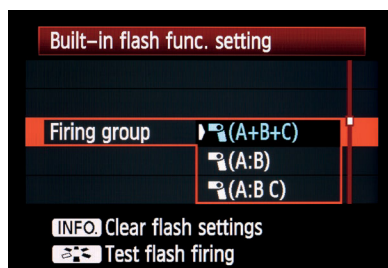 Built-in flash func. setting
Firing group (A+B+C)
(A:B)
(A:B C)
INFO. Clear flash settings
Test flash firing